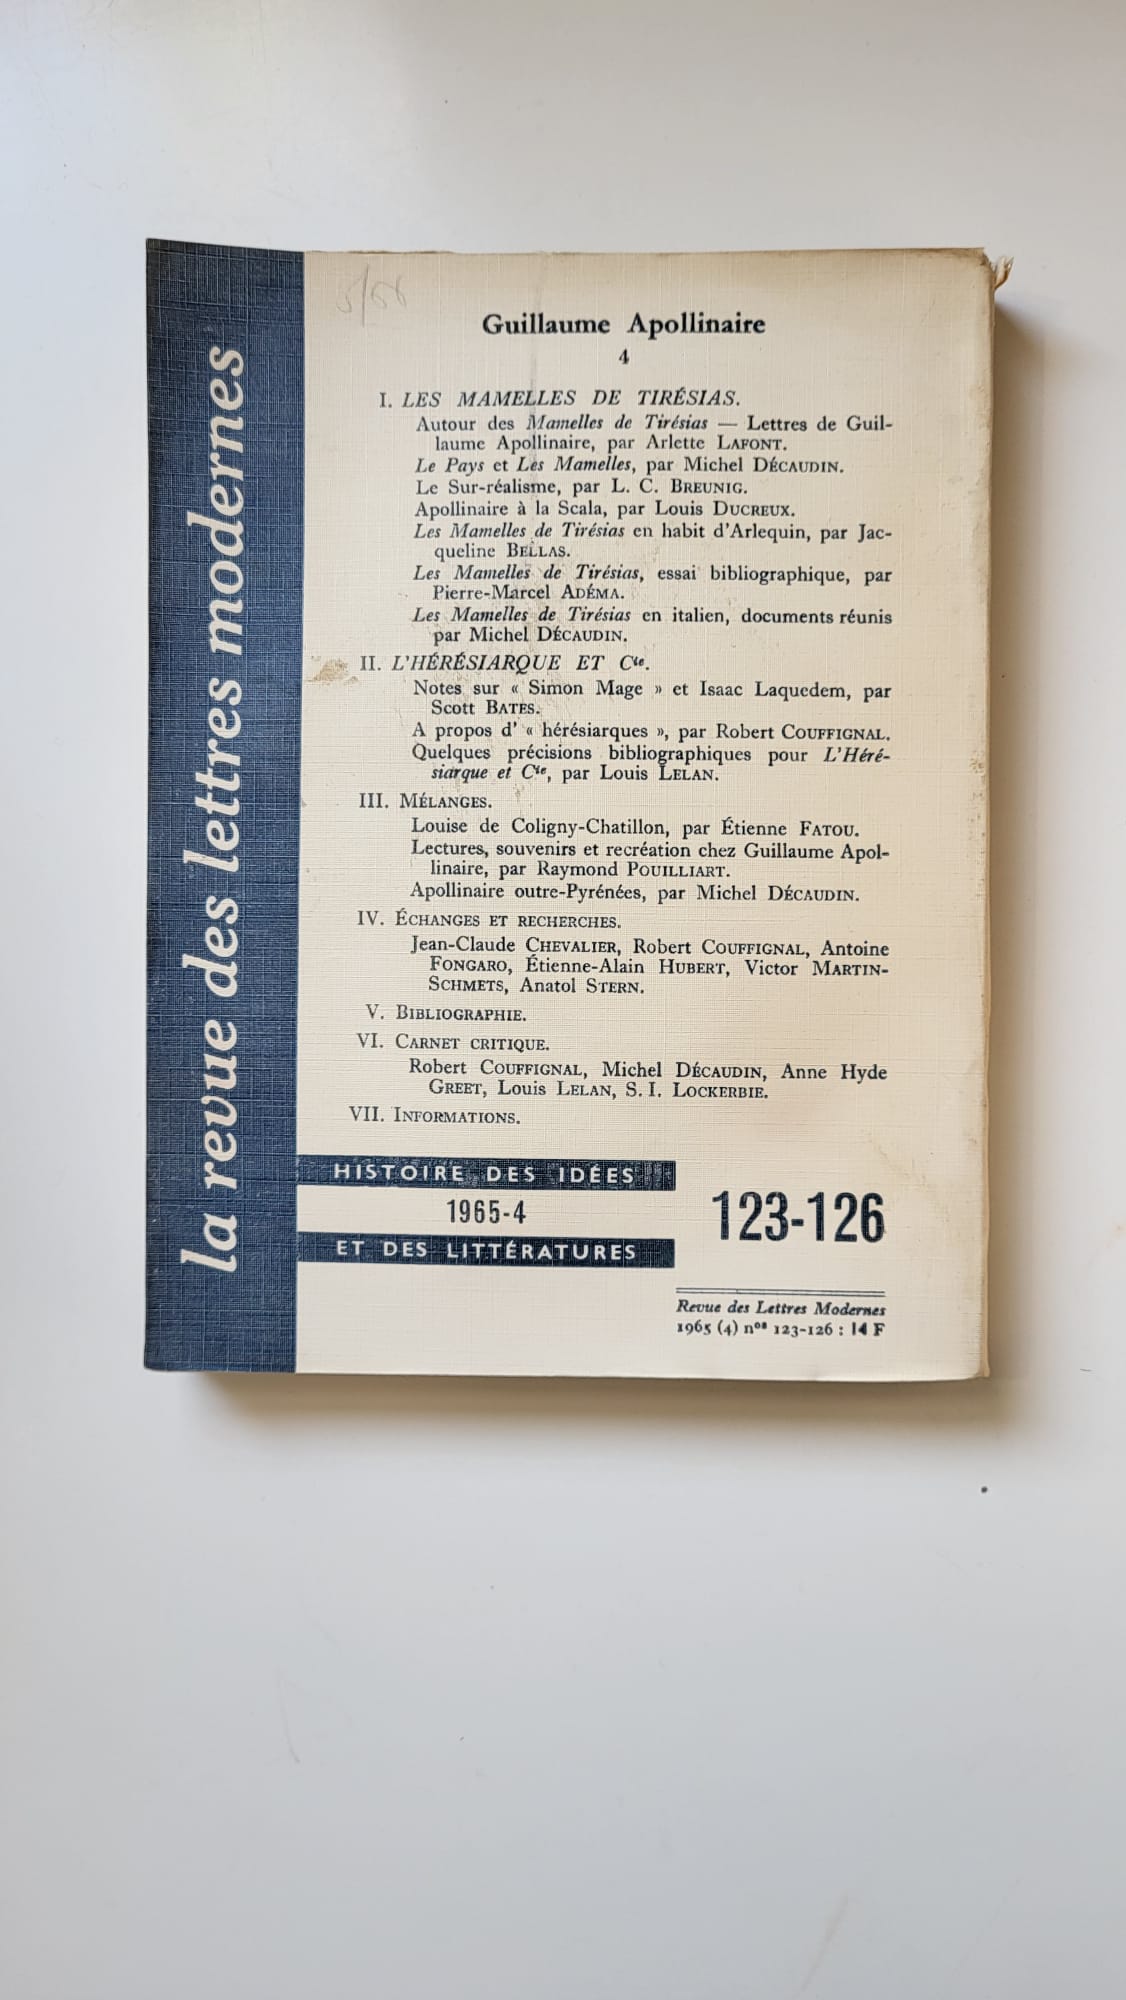 la revue des lettres modernes
Guillaume Apollinaire
4
I. LES MAMELLES DE TIRÉSIAS.
Autour des Mamelles de Tirésias — Lettres de Guil-
laume Apollinaire, par Arlette LAFONT.
Le Pays et Les Mamelles, par Michel DÉCAUDIN.
Le Sur-réalisme, par L. C. BREUNIG.
Apollinaire à la Scala, par Louis DUCREUX.
Les Mamelles de Tirésias en habit d'Arlequin, par Jac-
queline BELLAS.
Les Mamelles de Tirésias, essai bibliographique, par
Pierre-Marcel ADÉMA.
Les Mamelles de Tirésias en italien, documents réunis
par Michel DÉCAUDIN.
II. L'HÉRÉSIARQUE ET Cie.
Notes sur « Simon Mage » et Isaac Laquedem, par
Scott BATES.
A propos d' « hérésiarques », par Robert COUFFIGNAL.
Quelques précisions bibliographiques pour L'Héré-
siarque et Cie, par Louis LELAN.
III. MÉLANGES.
Louise de Coligny-Chatillon, par Étienne FATOU.
Lectures, souvenirs et recréation chez Guillaume Apol-
linaire, par Raymond POUILLIART.
Apollinaire outre-Pyrénées, par Michel DÉCAUDIN.
IV. ÉCHANGES ET RECHERCHES.
Jean-Claude CHEVALIER, Robert COUFFIGNAL, Antoine
FONGARO, Étienne-Alain HUBERT, Victor MARTIN-
SCHMETS, Anatol STERN.
V. BIBLIOGRAPHIE.
VI. CARNET CRITIQUE.
Robert COUFFIGNAL, Michel DÉCAUDIN, Anne Hyde
GREET, Louis LELAN, S. I. LOCKERBIE.
VII. INFORMATIONS.
HISTOIRE DES IDÉES
1965-4
ET DES LITTÉRATURES
123-126
Revue des Lettres Modernes
1965 (4) nos 123-126 : 14 F